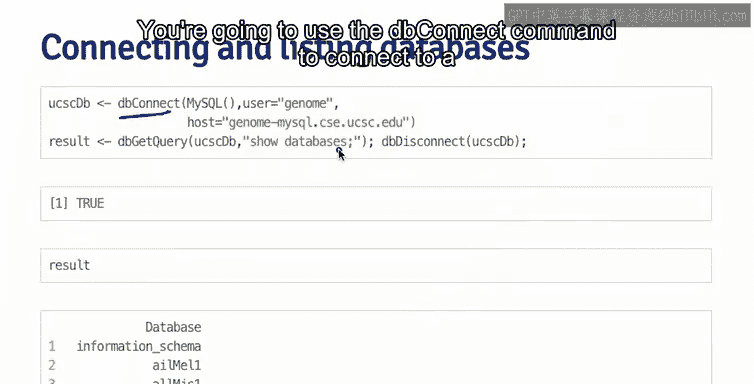 You're going to use the dbConnect command
to connect to a
Connecting and listing databases
ucscDb <- dbConnect(MySQL(),user="genome",
host="genome-mysql.cse.ucsc.edu")
result <- dbGetQuery(ucscDb,"show databases;"); dbDisconnect(ucscDb);
[1] TRUE
result
Database
1 information_schema
2 ailMel1
3 allMis1